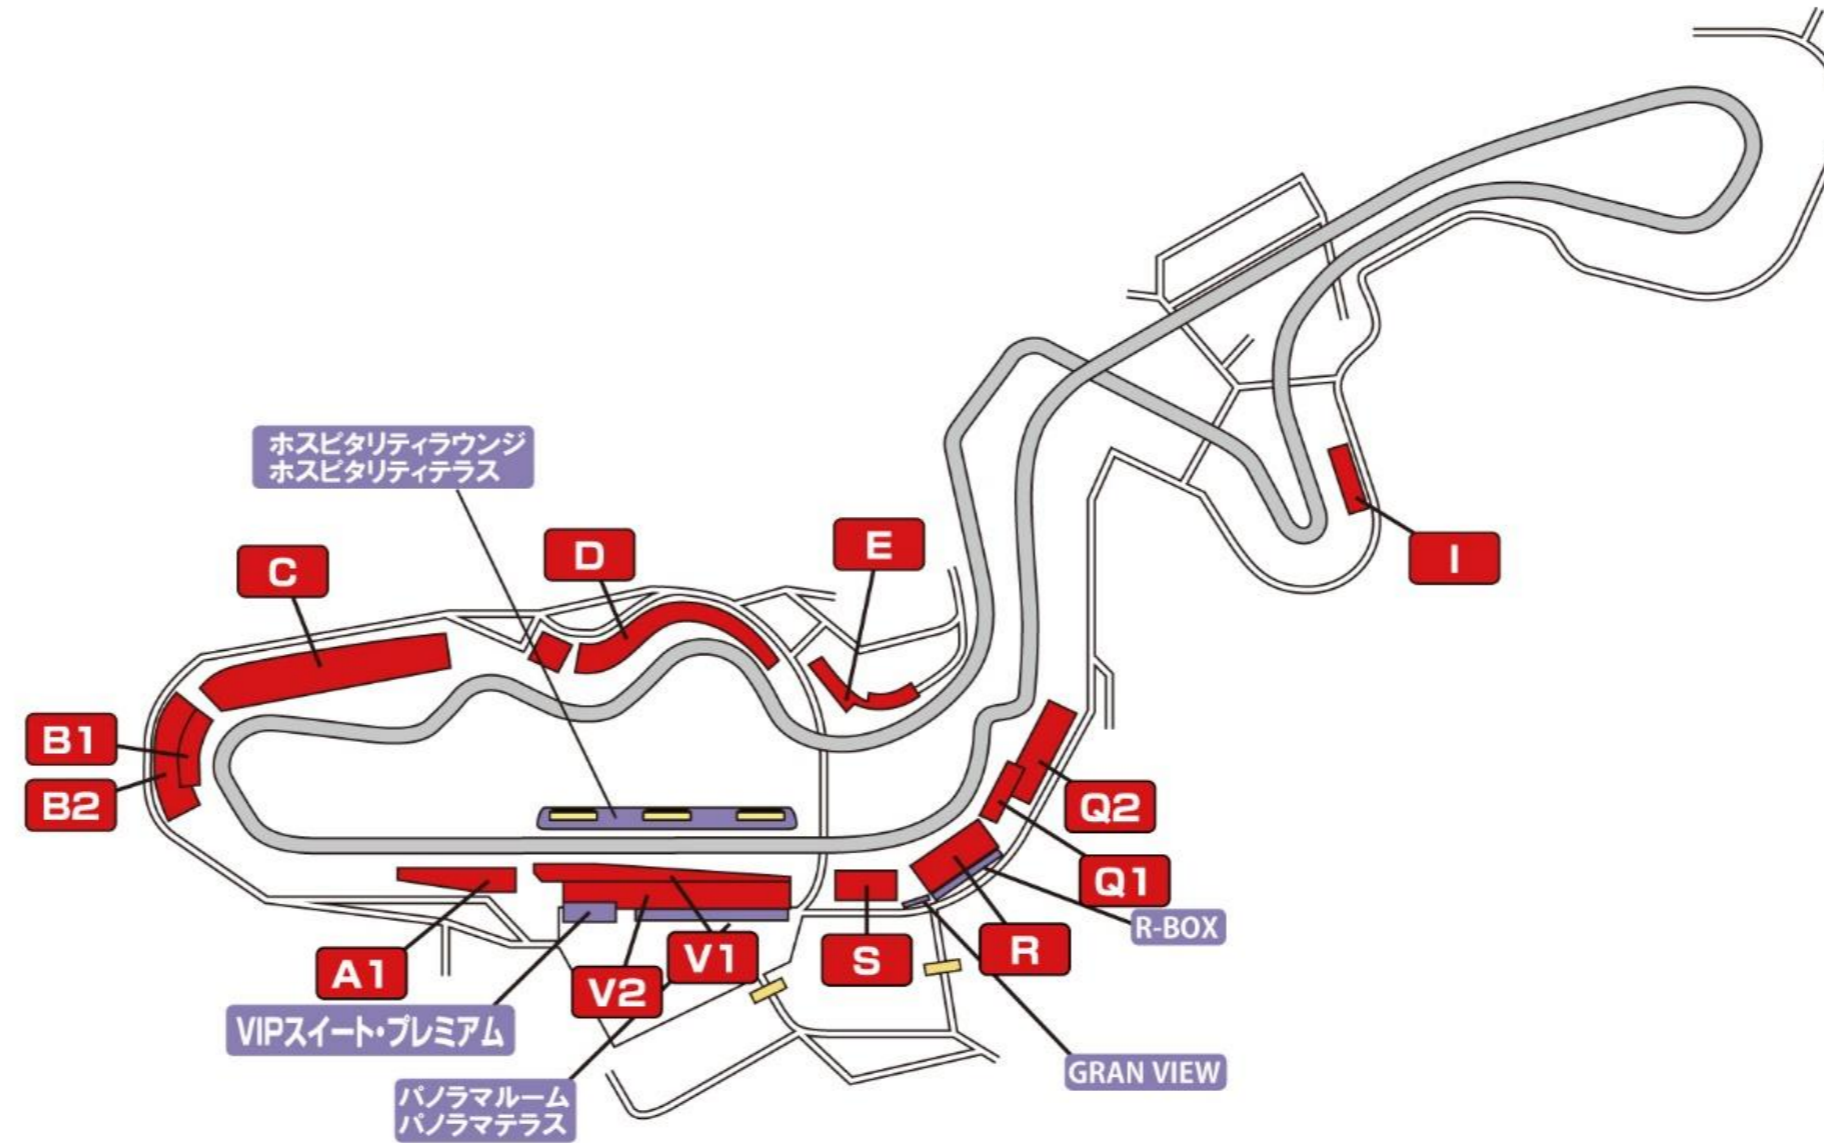 ホスピタリティラウンジ
ホスピタリティテラス
C
D
E
I
B1
B2
Q2
Q1
R-BOX
A1
V1
V2
S
R
VIPスイート・プレミアム
GRAN VIEW
パノラマルーム
パノラマテラス